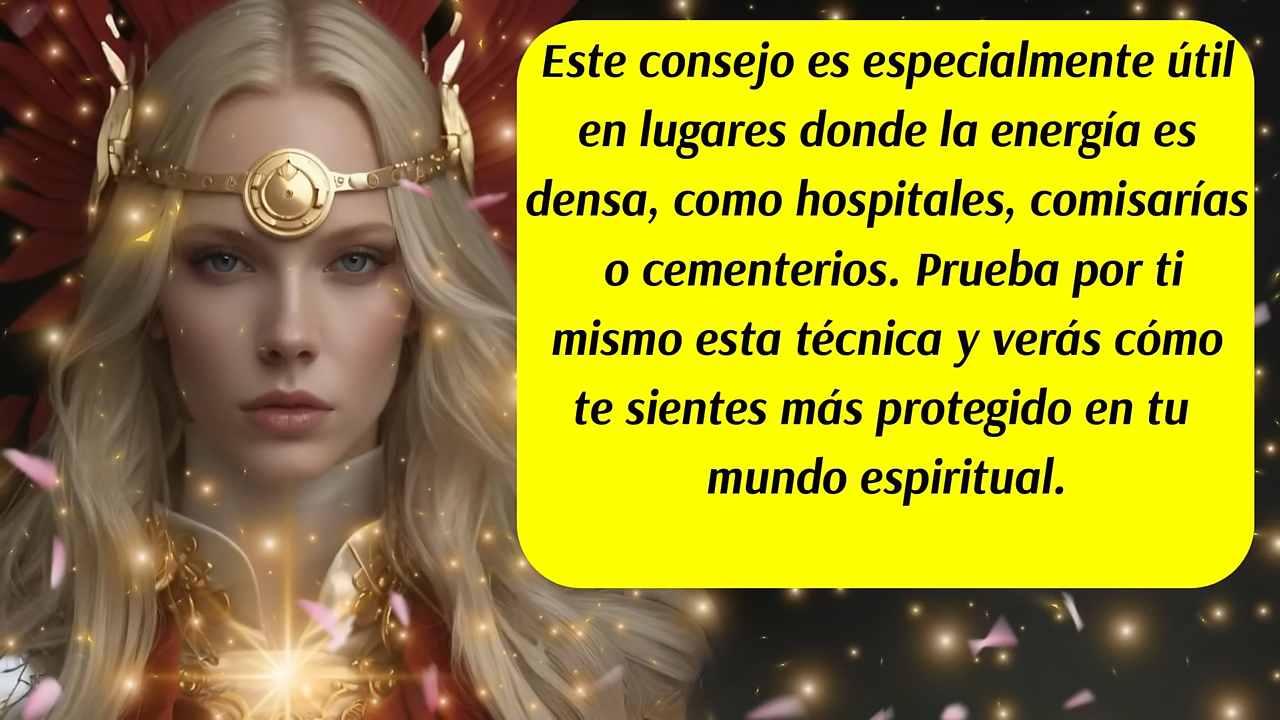 Este consejo es especialmente útil
en lugares donde la energía es
densa, como hospitales, comisarías
o cementerios. Prueba por ti
mismo esta técnica y verás cómo
te sientes más protegido en tu
mundo espiritual.